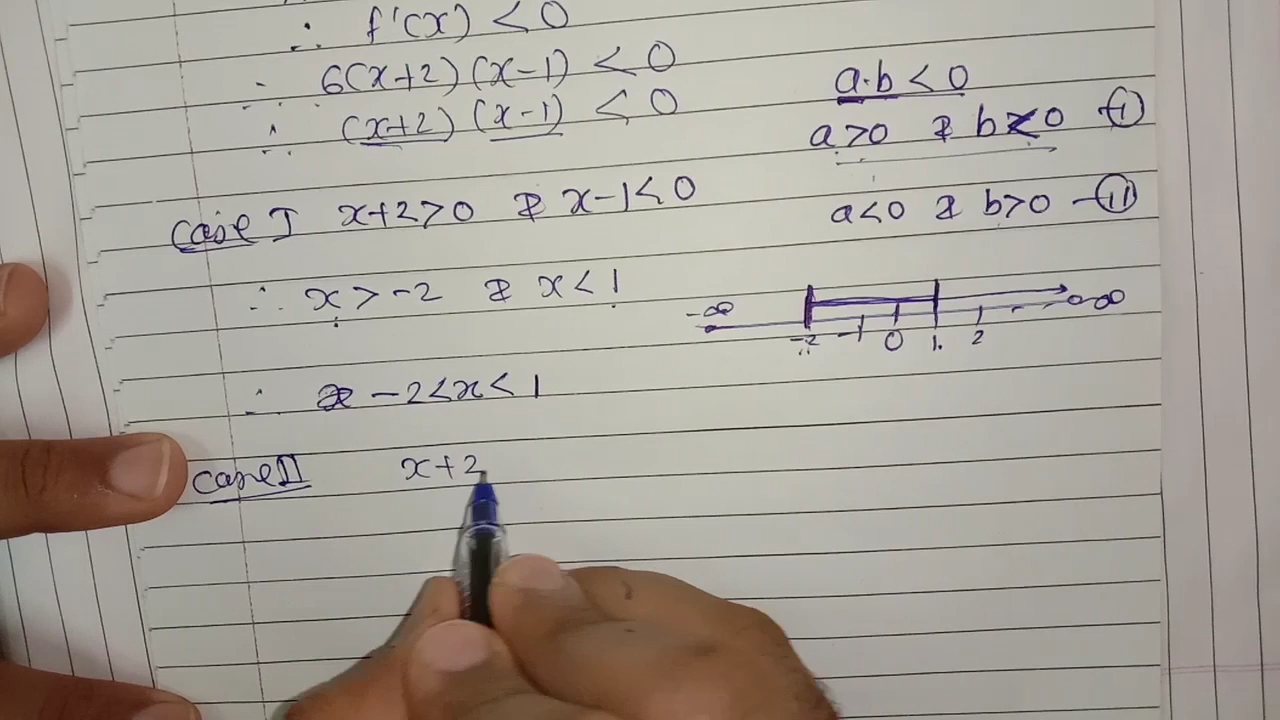 ∴ f'(x) < 0
∴ 6(x+2) (x-1) < 0
∴ (x+2) (x-1) < 0
a·b < 0
a>0 & b<0 - I
Case I x+2>0 & x-1<0
a<0 & b>0 - II
∴ x > -2 & x < 1
-∞ -2 -1 0 1 2 ∞
∴ -2<x<1
Case II x+2